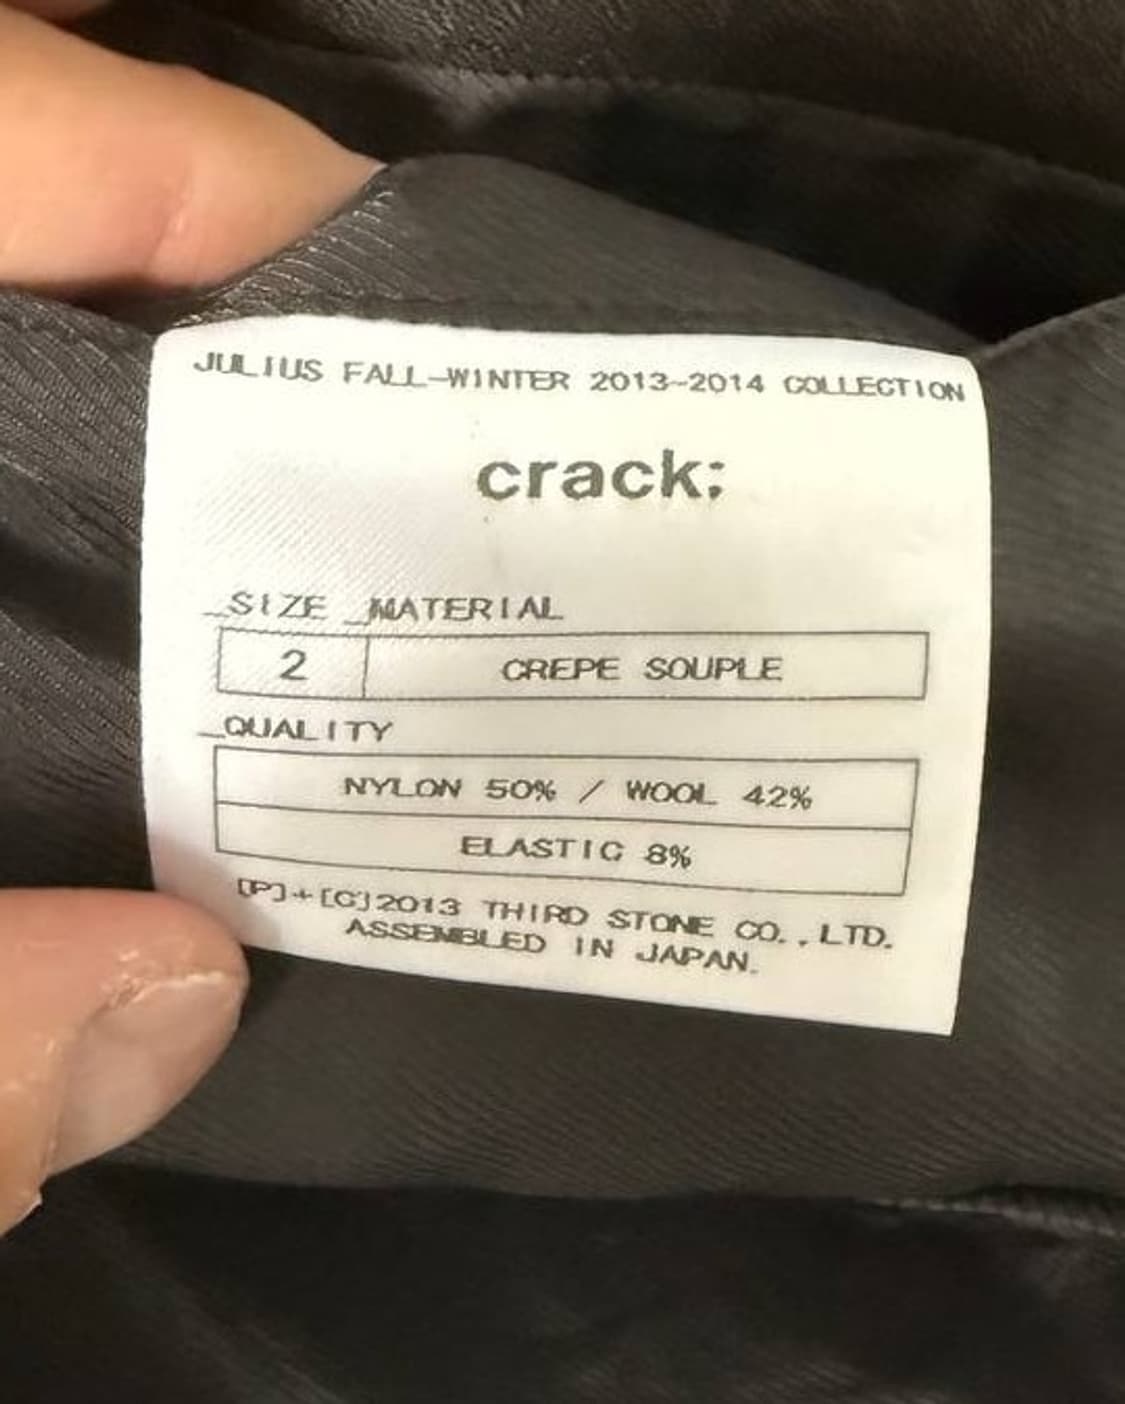 JULIUS FALL-WINTER 2013-2014 COLLECTION
crack;
_SIZE _MATERIAL
2 CREPE SOUPLE
_QUALITY
NYLON 50% / WOOL 42%
ELASTIC 8%
[P]+[C]2013 THIRD STONE CO.,LTD.
ASSEMBLED IN JAPAN.